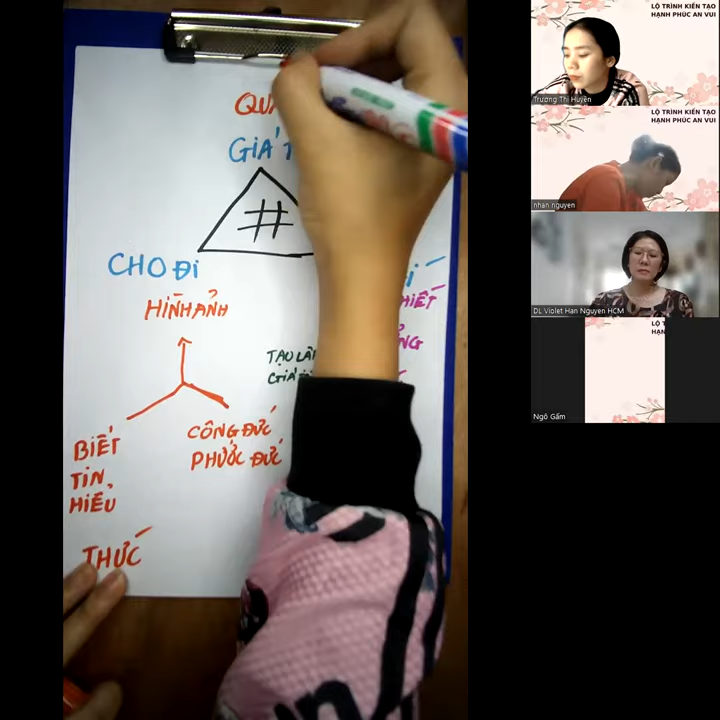 LỘ TRÌNH KIẾN TẠO
HẠNH PHÚC AN VUI
Trương Thị Huyền
LỘ TRÌNH KIẾN TẠO
HẠNH PHÚC AN VUI
nhan nguyen
DL Violet Han Nguyen HCM
LỘ T
HẠN
Ngô Gấm
QU
GIÁ T
#
CHO ĐI
HÌNH ẢNH
TẠO LẬ
GIÁ
BIẾT
TIN
HIỂU
CÔNG ĐỨC
PHƯỚC ĐỨC
THỨC